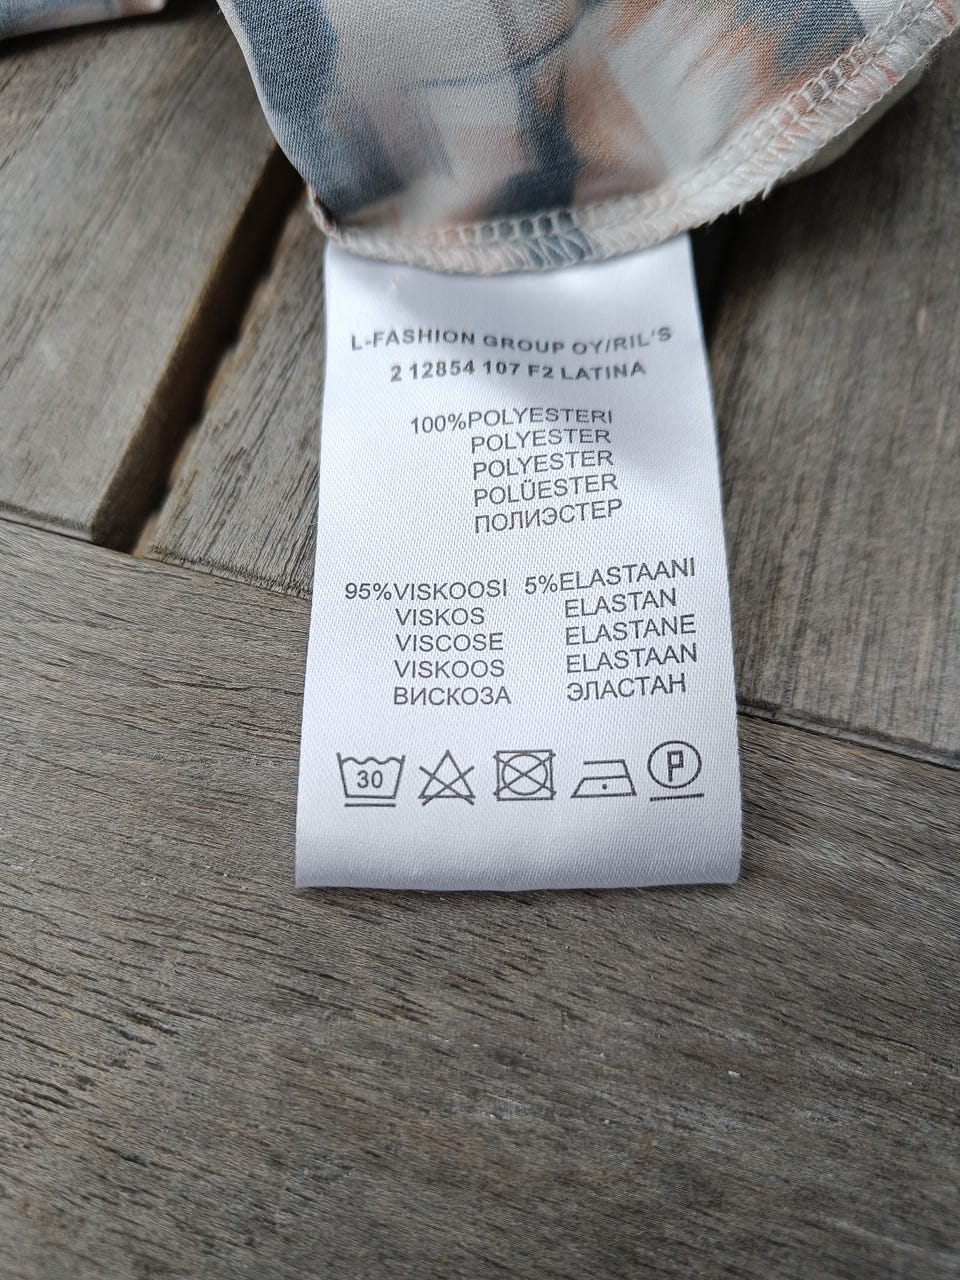 L-FASHION GROUP OY/RIL'S
2 12854 107 F2 LATINA
100%POLYESTERI
POLYESTER
POLYESTER
POLÜESTER
ПОЛИЭСТЕР
95%VISKOOSI 5%ELASTAANI
VISKOS ELASTAN
VISCOSE ELASTANE
VISKOOS ELASTAAN
ВИСКОЗА ЭЛАСТАН
30 P